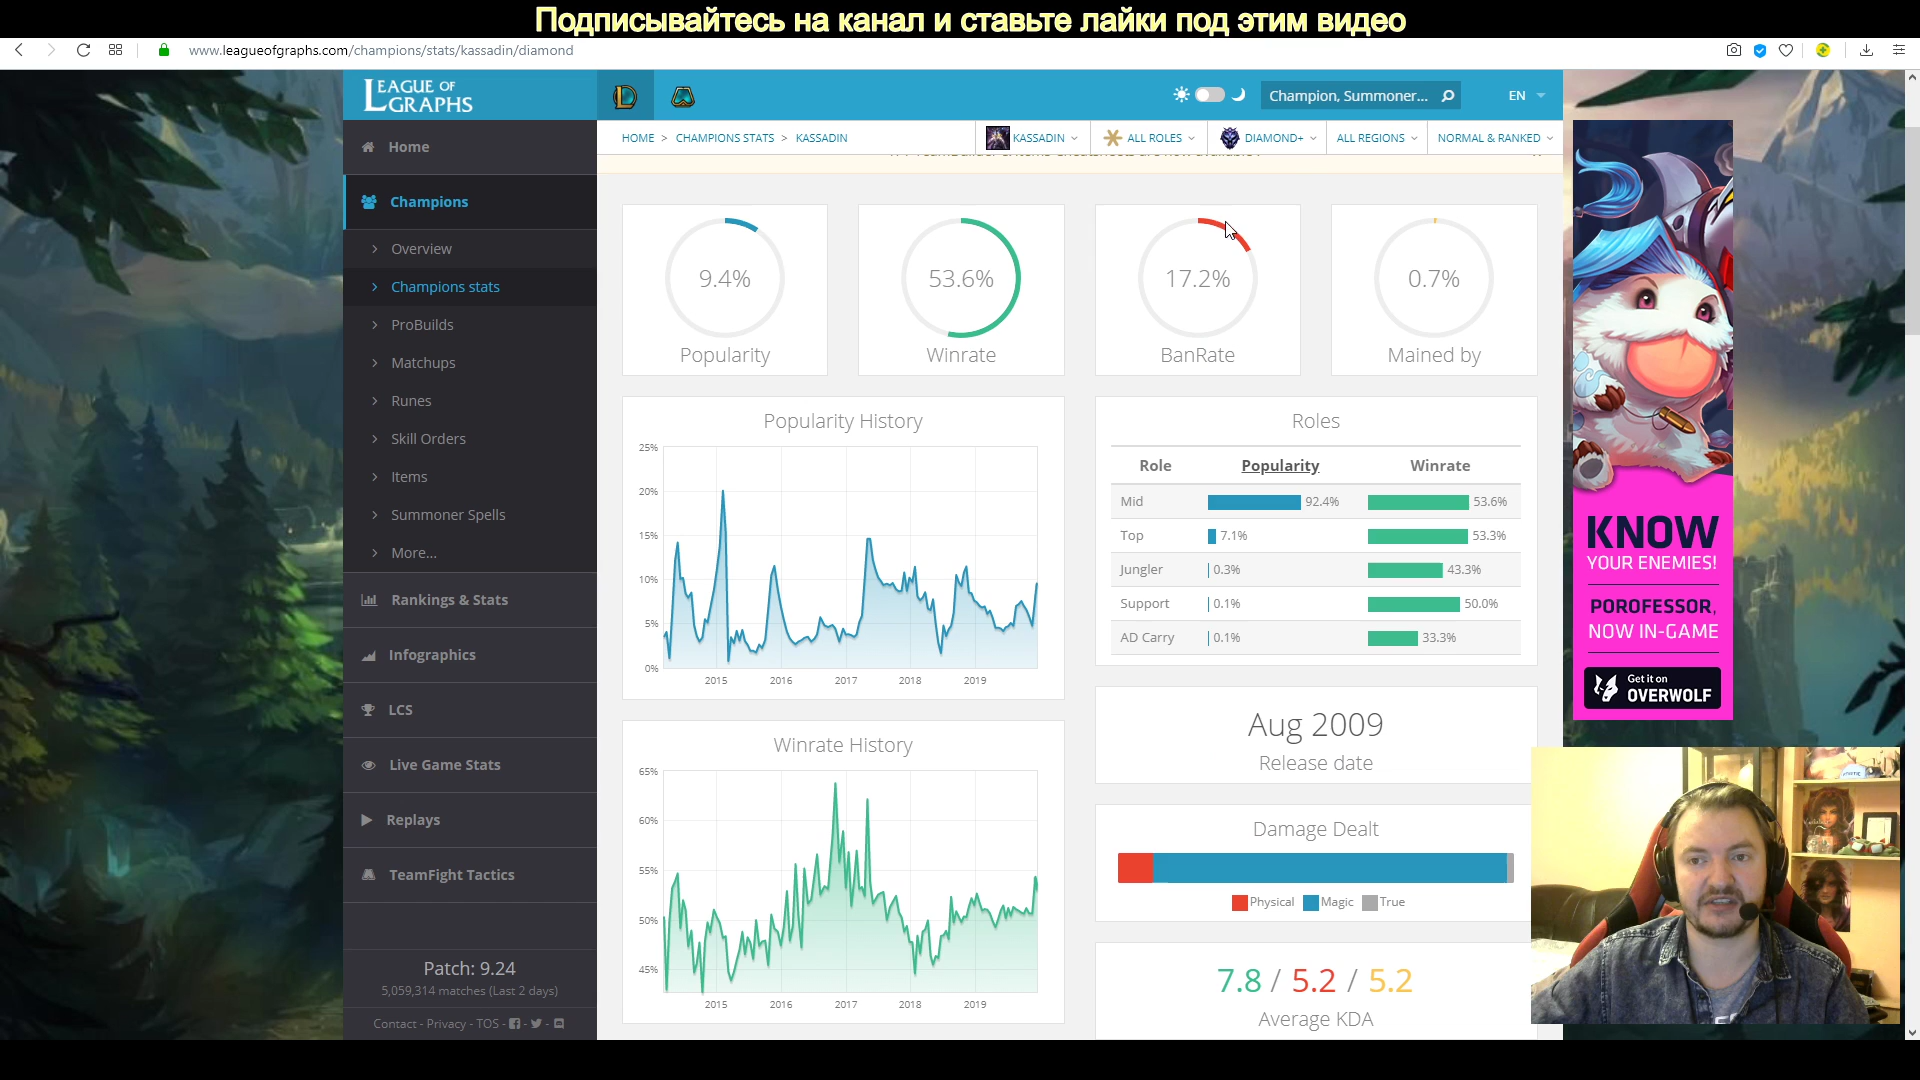 Подписывайтесь на канал и ставьте лайки под этим видео
www.leagueofgraphs.com/champions/stats/kassadin/diamond
LEAGUE OF GRAPHS
Champion, Summoner...
EN
HOME > CHAMPIONS STATS > KASSADIN
KASSADIN
ALL ROLES
DIAMOND+
ALL REGIONS
NORMAL & RANKED
Home
Champions
Overview
Champions stats
ProBuilds
Matchups
Runes
Skill Orders
Items
Summoner Spells
More...
Rankings & Stats
Infographics
LCS
Live Game Stats
Replays
TeamFight Tactics
Patch: 9.24
5,059,314 matches (Last 2 days)
Contact - Privacy - TOS -
9.4%
Popularity
53.6%
Winrate
17.2%
BanRate
0.7%
Mained by
Popularity History
25%
20%
15%
10%
5%
0%
2015 2016 2017 2018 2019
Winrate History
65%
60%
55%
50%
45%
2015 2016 2017 2018 2019
Roles
Role Popularity Winrate
Mid 92.4% 53.6%
Top 7.1% 53.3%
Jungler 0.3% 43.3%
Support 0.1% 50.0%
AD Carry 0.1% 33.3%
Aug 2009
Release date
Damage Dealt
Physical Magic True
7.8 / 5.2 / 5.2
Average KDA
KNOW
YOUR ENEMIES!
POROFESSOR,
NOW IN-GAME
Get it on
OVERWOLF